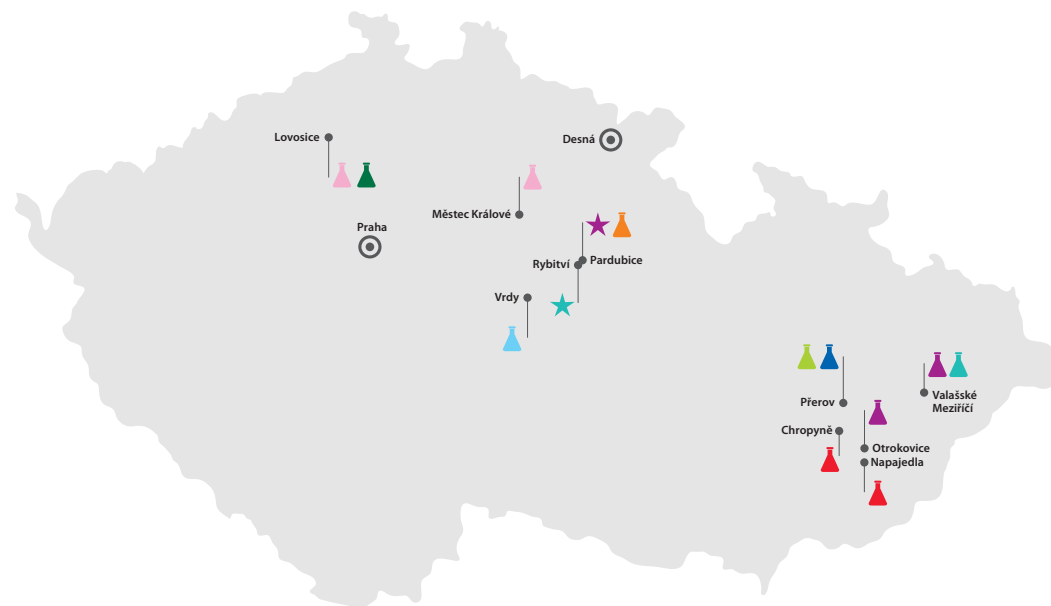 Lovosice
Desná
Městec Králové
Praha
Rybitví
Pardubice
Vrdy
Přerov
Valašské
Meziříčí
Chropyně
Otrokovice
Napajedla